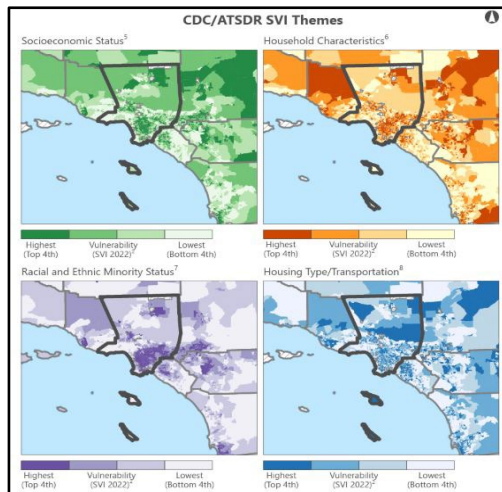 CDC/ATSDR SVI Themes
Socioeconomic Status⁵
Household Characteristics⁶
Highest (Top 4th)
Vulnerability (SVI 2022)²
Lowest (Bottom 4th)
Highest (Top 4th)
Vulnerability (SVI 2022)²
Lowest (Bottom 4th)
Racial and Ethnic Minority Status⁷
Housing Type/Transportation⁸
Highest (Top 4th)
Vulnerability (SVI 2022)²
Lowest (Bottom 4th)
Highest (Top 4th)
Vulnerability (SVI 2022)²
Lowest (Bottom 4th)